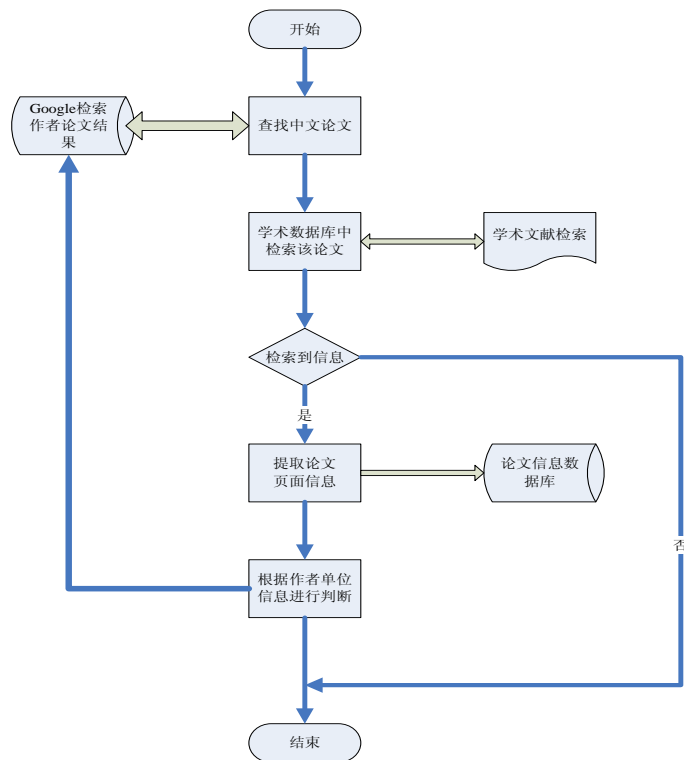 开始
Google检索
作者论文结
果
查找中文论文
学术数据库中
检索该论文
学术文献检索
检索到信息
是
提取论文
页面信息
论文信息数
据库
否
根据作者单位
信息进行判断
结束